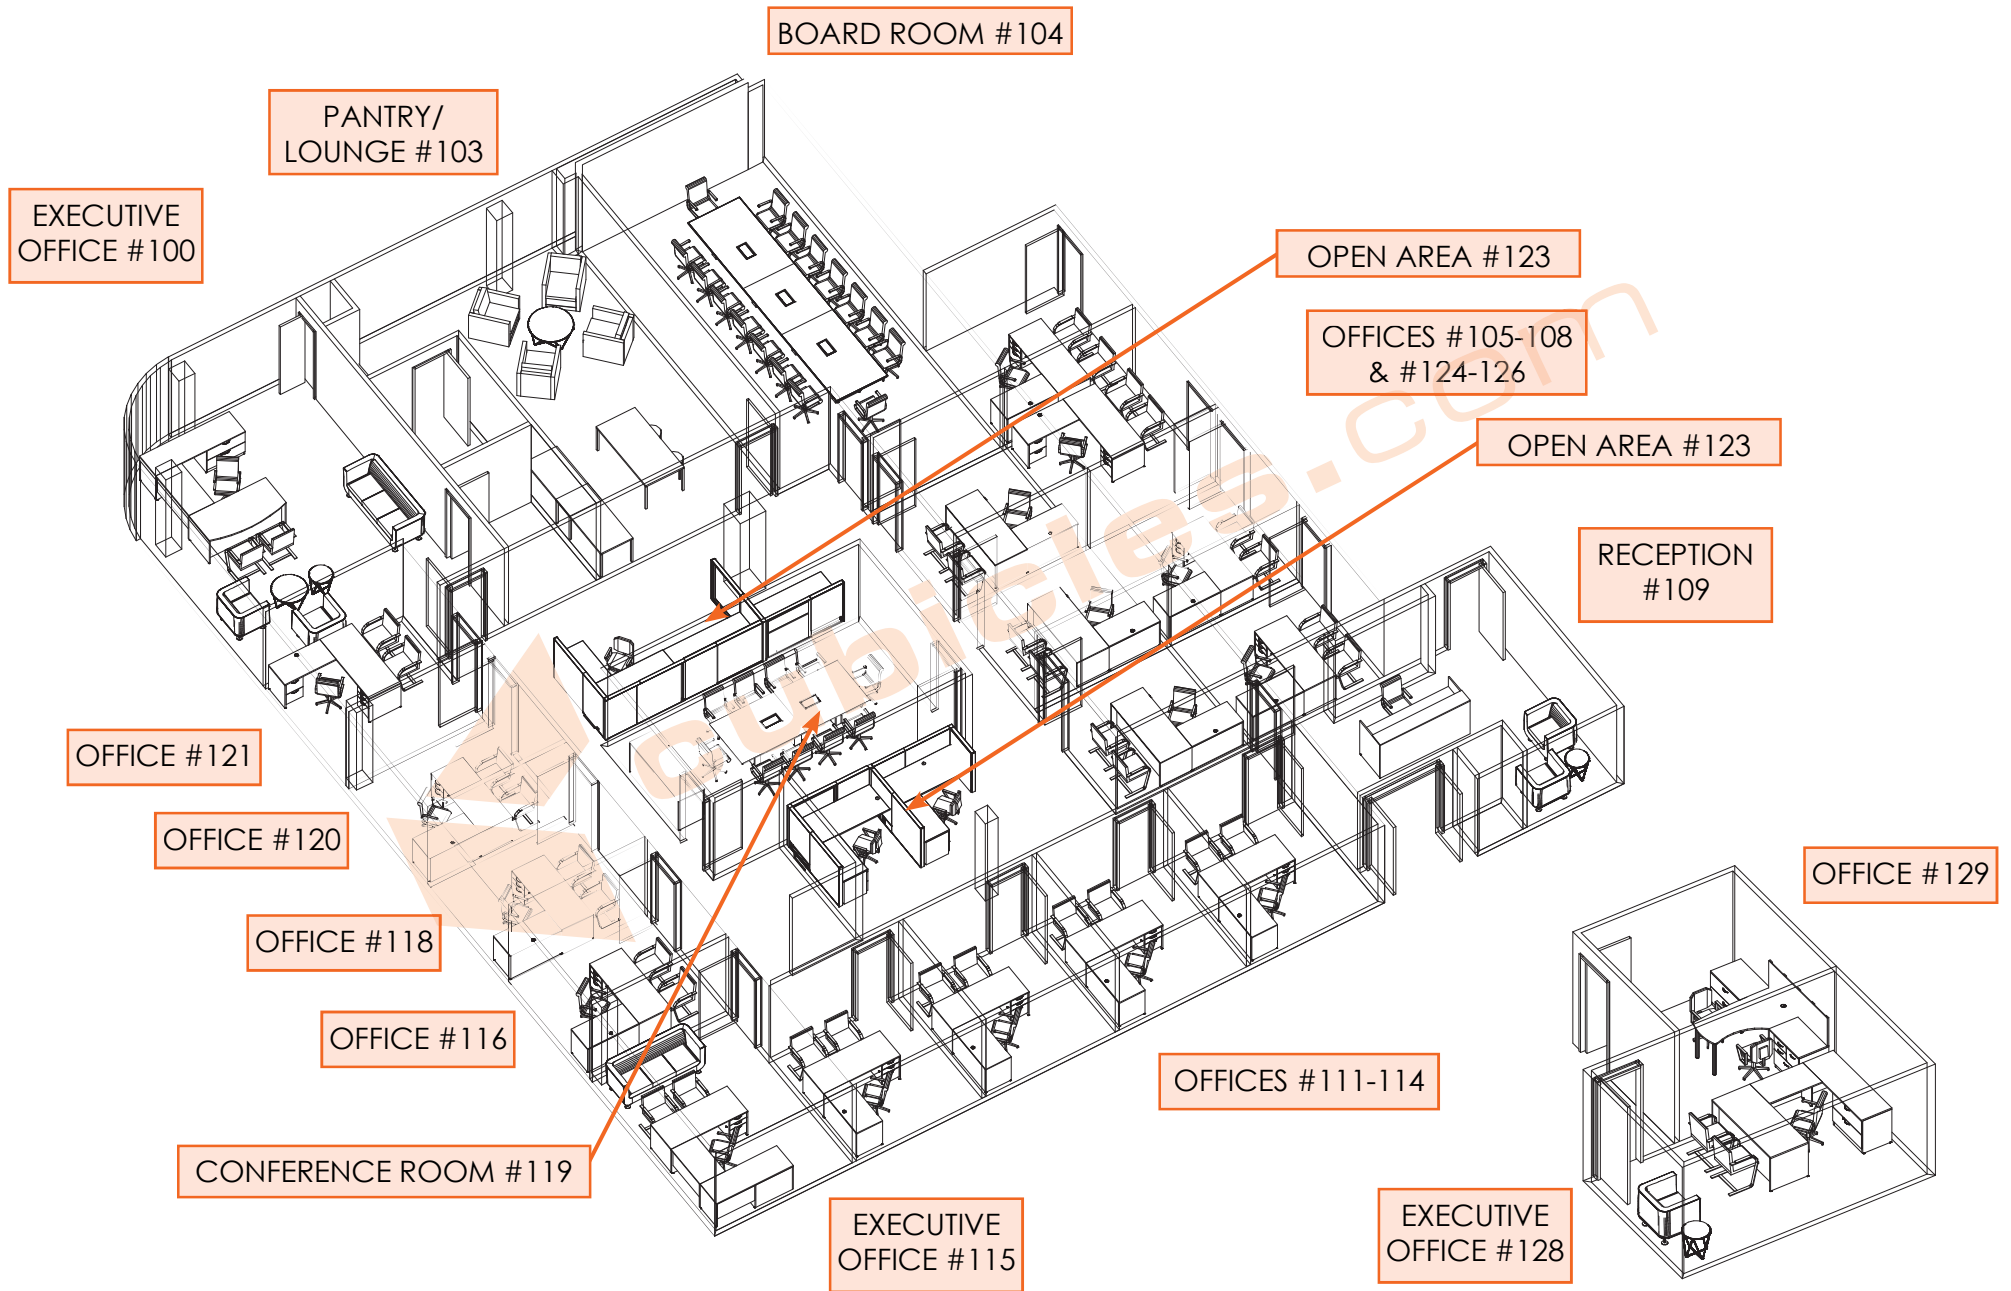 BOARD ROOM #104
PANTRY/
LOUNGE #103
EXECUTIVE
OFFICE #100
OPEN AREA #123
OFFICES #105-108
& #124-126
OPEN AREA #123
RECEPTION
#109
OFFICE #121
OFFICE #120
OFFICE #129
OFFICE #118
OFFICE #116
OFFICES #111-114
CONFERENCE ROOM #119
EXECUTIVE
OFFICE #115
EXECUTIVE
OFFICE #128
cubicles.com